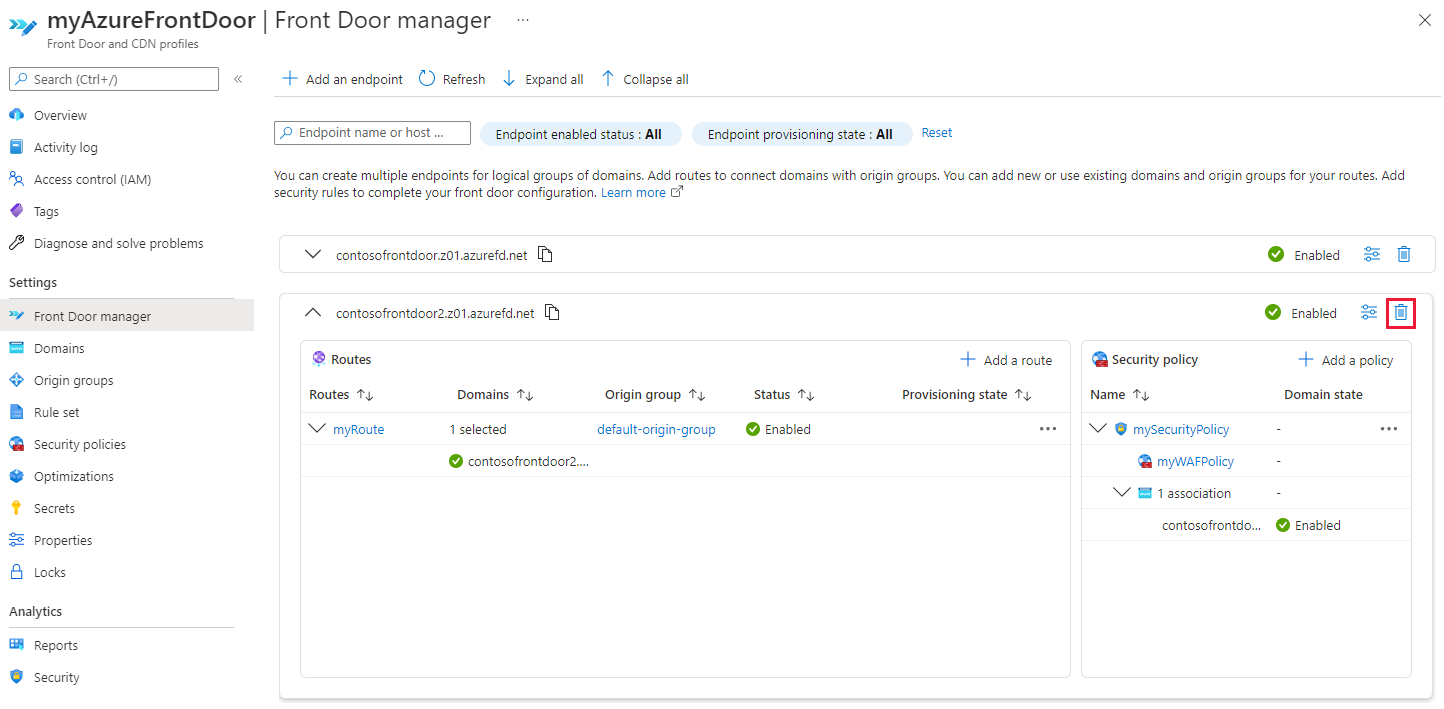 myAzureFrontDoor | Front Door manager ...
Front Door and CDN profiles
Search (Ctrl+/) «
Overview
Activity log
Access control (IAM)
Tags
Diagnose and solve problems
Settings
Front Door manager
Domains
Origin groups
Rule set
Security policies
Optimizations
Secrets
Properties
Locks
Analytics
Reports
Security
Add an endpoint Refresh Expand all Collapse all
Endpoint name or host ... Endpoint enabled status : All Endpoint provisioning state : All Reset
You can create multiple endpoints for logical groups of domains. Add routes to connect domains with origin groups. You can add new or use existing domains and origin groups for your routes. Add
security rules to complete your front door configuration. Learn more
contosofrontdoor.z01.azurefd.net Enabled
contosofrontdoor2.z01.azurefd.net Enabled
Routes Add a route
Routes Domains Origin group Status Provisioning state
myRoute 1 selected default-origin-group Enabled ...
contosofrontdoor2....
Security policy Add a policy
Name Domain state
mySecurityPolicy - ...
myWAFPolicy -
1 association -
contosofrontdo... Enabled